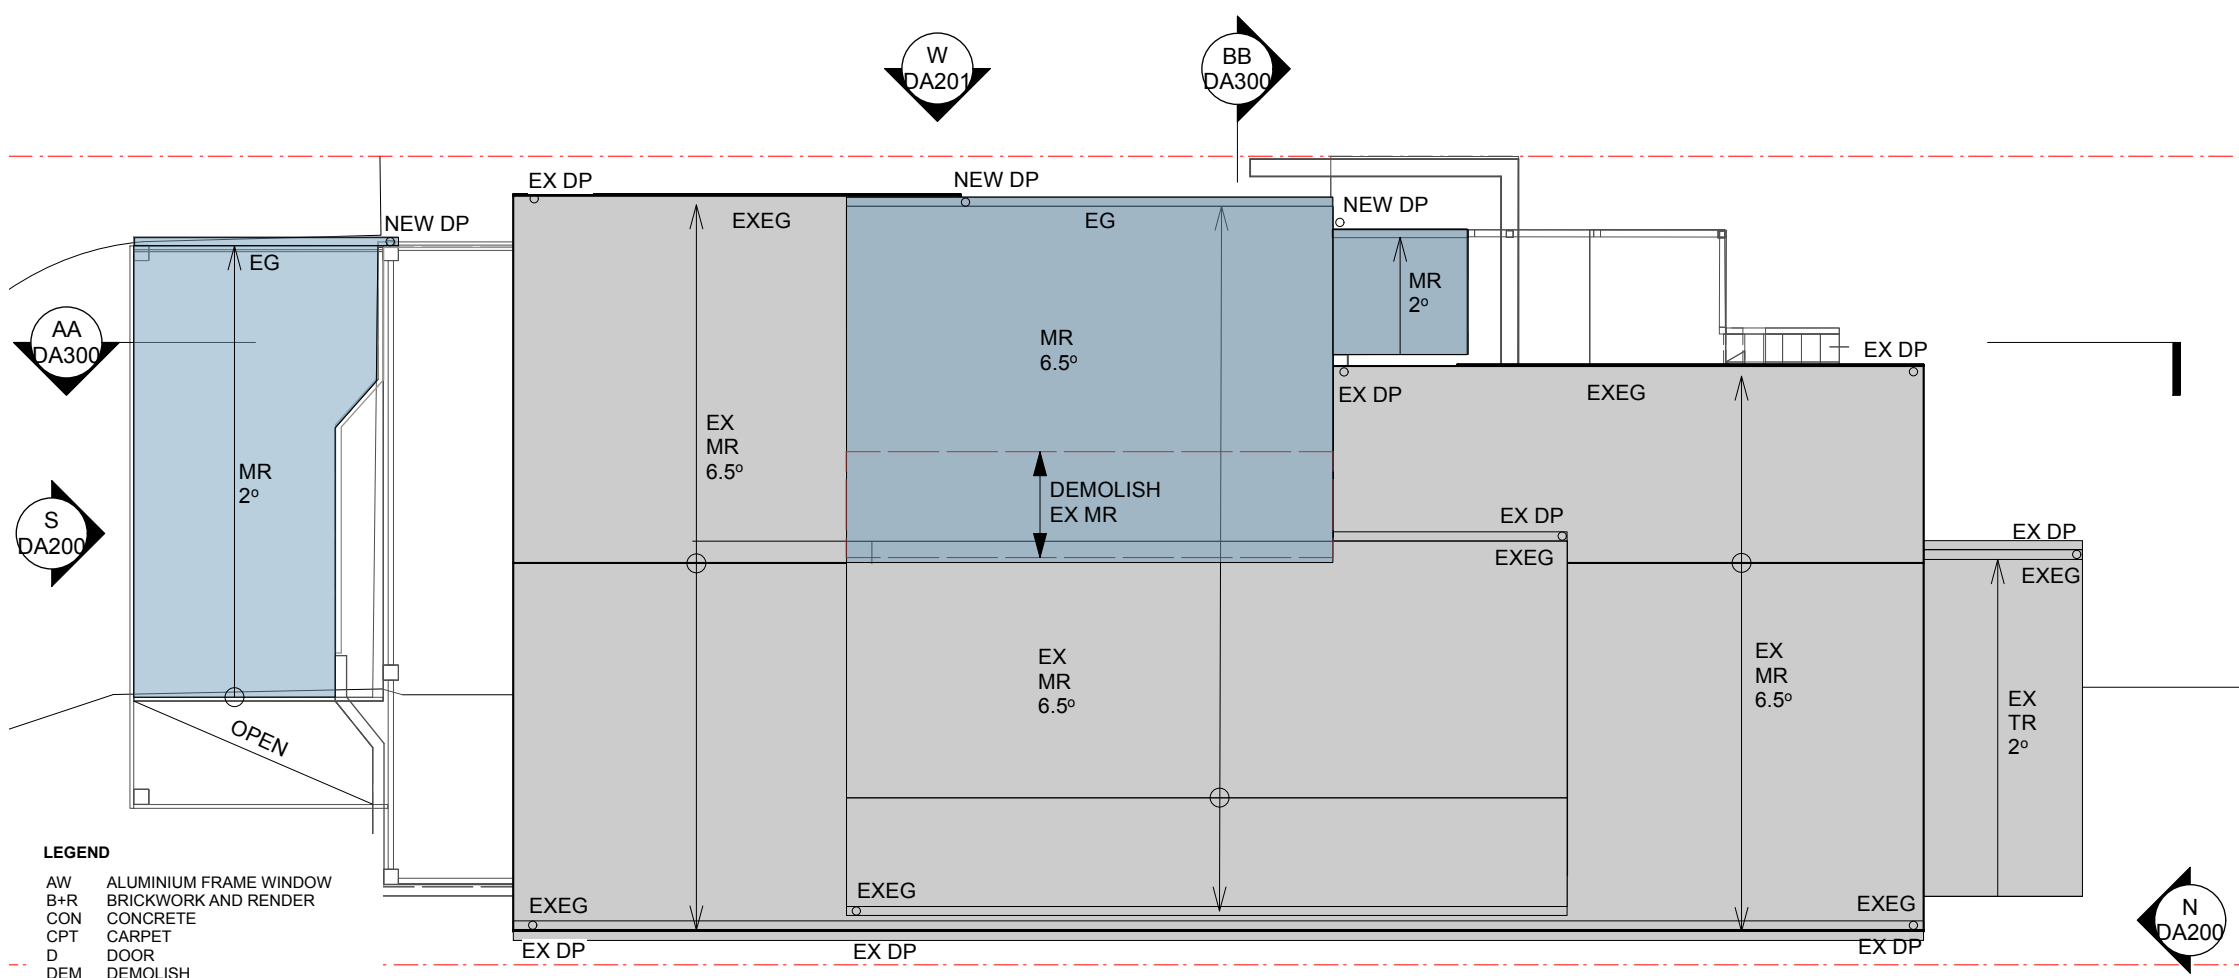 W
DA201
BB
DA300
EX DP
NEW DP
NEW DP
NEW DP
EXEG
EG
EG
MR
2º
AA
DA300
MR
6.5º
EX DP
EX DP
EXEG
EX
MR
6.5º
MR
2º
DEMOLISH
EX MR
S
DA200
EX DP
EXEG
EX DP
EXEG
EX
MR
6.5º
EX
MR
6.5º
EX
TR
2º
OPEN
LEGEND
AW ALUMINIUM FRAME WINDOW
B+R BRICKWORK AND RENDER
CON CONCRETE
CPT CARPET
D DOOR
DEM DEMOLISH
EXEG
EXEG
EXEG
N
DA200
EX DP
EX DP
EX DP